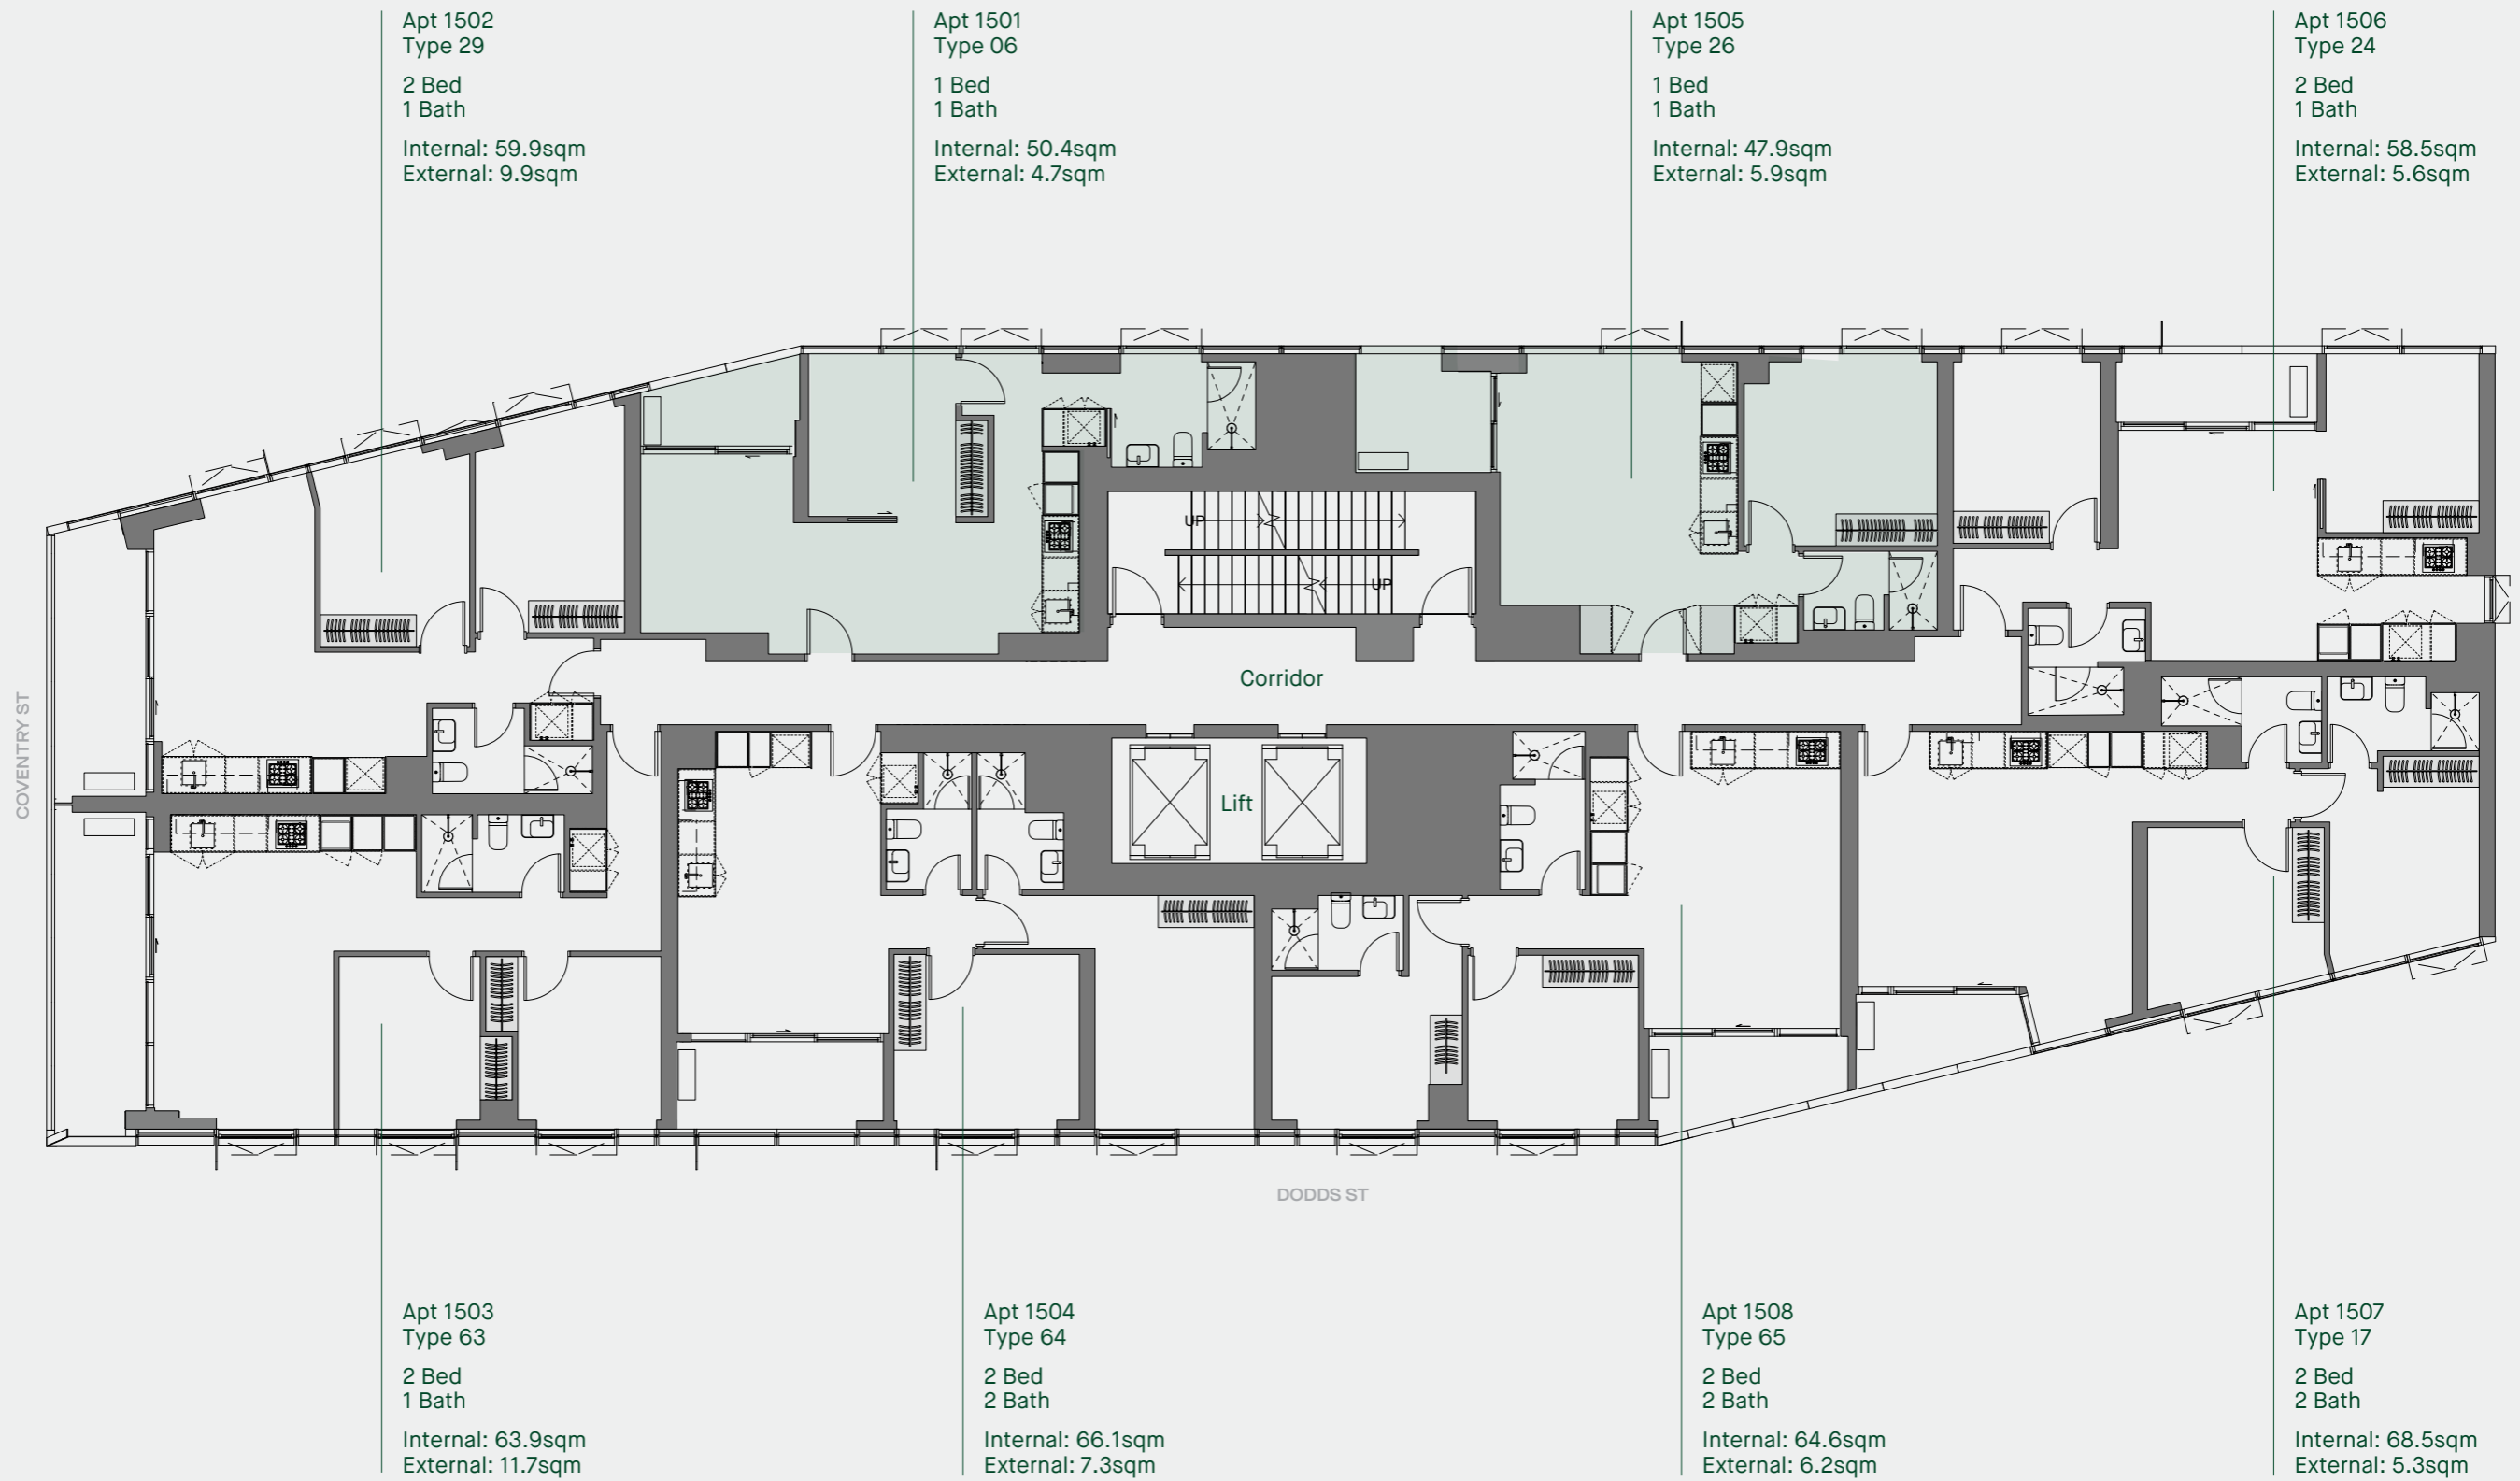 Apt 1502
Type 29
2 Bed
1 Bath
Internal: 59.9sqm
External: 9.9sqm
Apt 1501
Type 06
1 Bed
1 Bath
Internal: 50.4sqm
External: 4.7sqm
Apt 1505
Type 26
1 Bed
1 Bath
Internal: 47.9sqm
External: 5.9sqm
Apt 1506
Type 24
2 Bed
1 Bath
Internal: 58.5sqm
External: 5.6sqm
UP
UP
Corridor
COVENTRY ST
Lift
DODDS ST
Apt 1503
Type 63
2 Bed
1 Bath
Internal: 63.9sqm
External: 11.7sqm
Apt 1504
Type 64
2 Bed
2 Bath
Internal: 66.1sqm
External: 7.3sqm
Apt 1508
Type 65
2 Bed
2 Bath
Internal: 64.6sqm
External: 6.2sqm
Apt 1507
Type 17
2 Bed
2 Bath
Internal: 68.5sqm
External: 5.3sqm